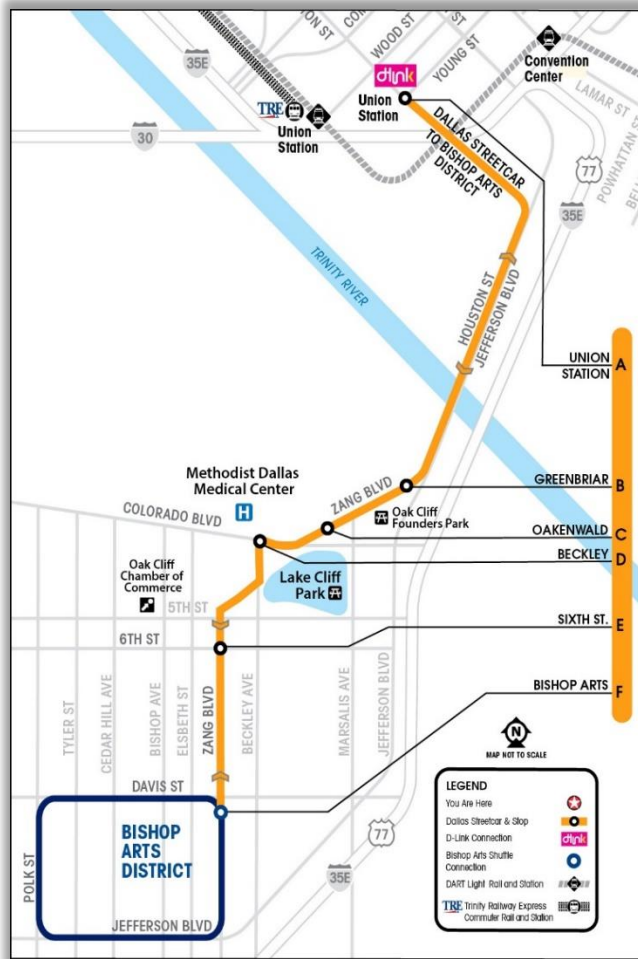 35E
WOOD ST
YOUNG ST
dlink
Convention
Center
LAMAR ST
TRE
Union
Station
Union
Station
30
DALLAS STREETCAR
TO BISHOP ARTS
DISTRICT
77
POWHATTAN ST
35E
TRINITY RIVER
HOUSTON ST
JEFFERSON BLVD
UNION
STATION
A
Methodist Dallas
Medical Center
H
ZANG BLVD
GREENBRIAR
B
COLORADO BLVD
Oak Cliff
Founders Park
OAKENWALD
C
BECKLEY
D
Oak Cliff
Chamber of
Commerce
Lake Cliff
Park
5TH ST
6TH ST
SIXTH ST.
E
TYLER ST
CEDAR HILL AVE
BISHOP AVE
ELSBETH ST
ZANG BLVD
BECKLEY AVE
MARSALIS AVE
JEFFERSON BLVD
BISHOP ARTS
F
N
MAP NOT TO SCALE
DAVIS ST
POLK ST
BISHOP
ARTS
DISTRICT
JEFFERSON BLVD
77
35E
LEGEND
You Are Here
Dallas Streetcar & Stop
D-Link Connection
dlink
Bishop Arts Shuttle
Connection
DART Light Rail and Station
TRE Trinity Railway Express
Commuter Rail and Station